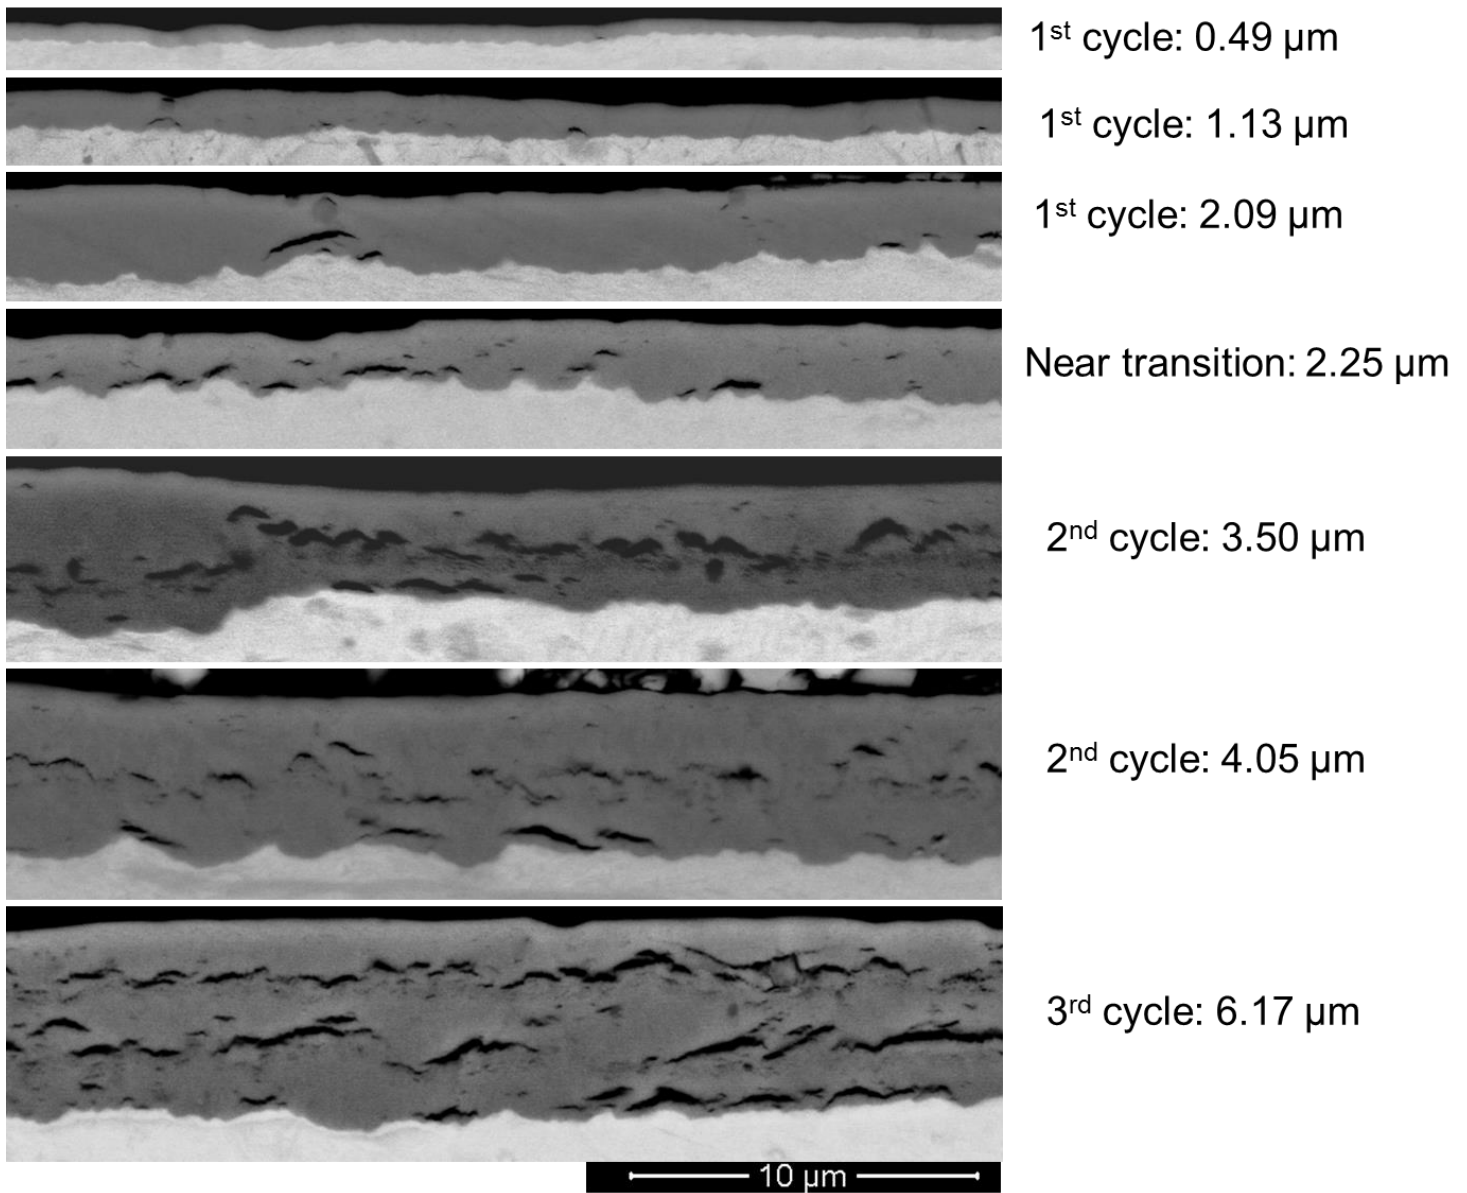 1st cycle: 0.49 µm
1st cycle: 1.13 µm
1st cycle: 2.09 µm
Near transition: 2.25 µm
2nd cycle: 3.50 µm
2nd cycle: 4.05 µm
3rd cycle: 6.17 µm
10 µm